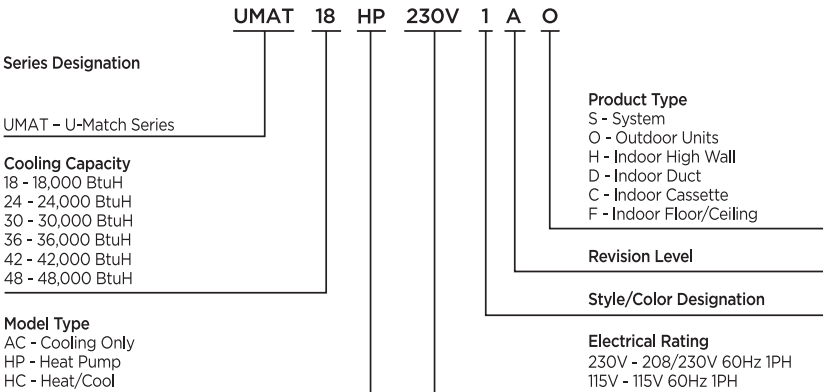 UMAT 18 HP 230V 1 A O
Series Designation
UMAT – U-Match Series
Cooling Capacity
18 - 18,000 BtuH
24 - 24,000 BtuH
30 - 30,000 BtuH
36 - 36,000 BtuH
42 - 42,000 BtuH
48 - 48,000 BtuH
Model Type
AC - Cooling Only
HP - Heat Pump
HC - Heat/Cool
Product Type
S - System
O - Outdoor Units
H - Indoor High Wall
D - Indoor Duct
C - Indoor Cassette
F - Indoor Floor/Ceiling
Revision Level
Style/Color Designation
Electrical Rating
230V - 208/230V 60Hz 1PH
115V - 115V 60Hz 1PH